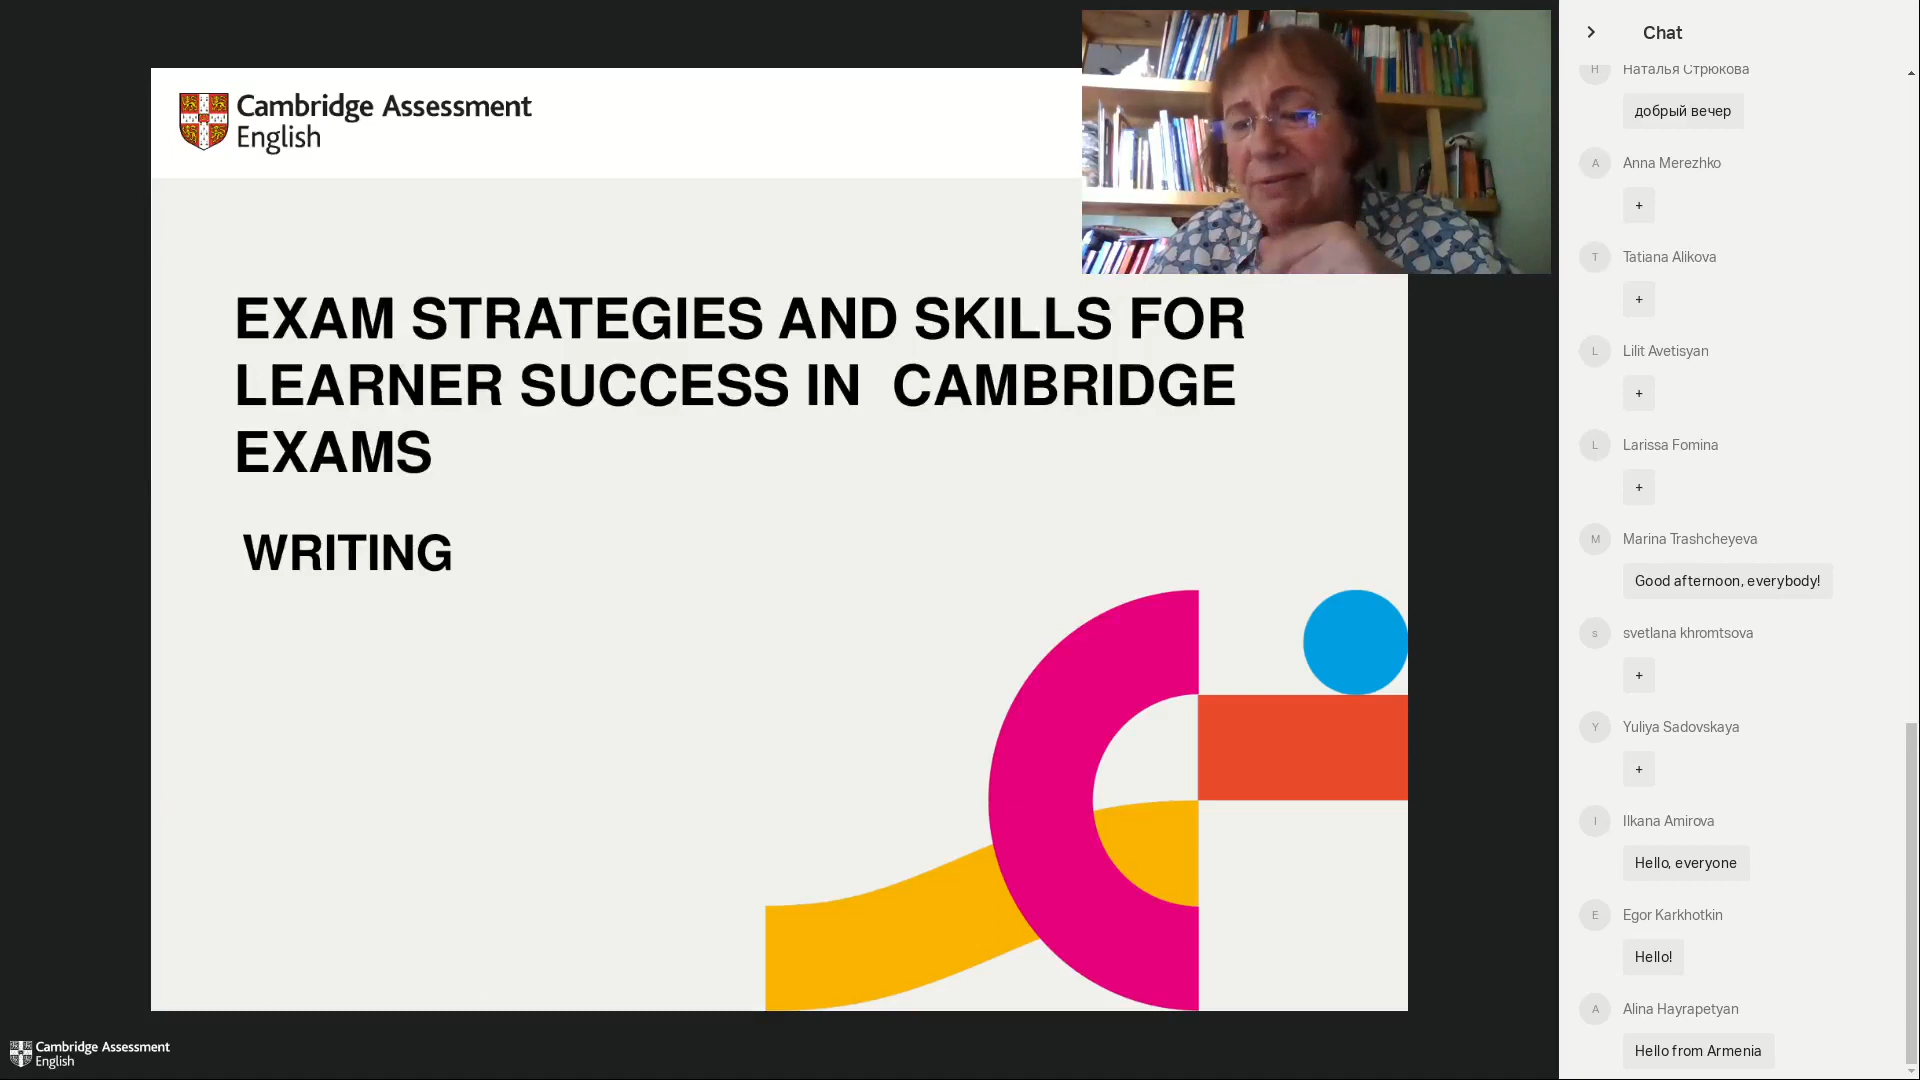 Cambridge Assessment
English
EXAM STRATEGIES AND SKILLS FOR
LEARNER SUCCESS IN  CAMBRIDGE
EXAMS
WRITING
Cambridge Assessment
English
Chat
Н
Наталья Стрюкова
добрый вечер
A
Anna Merezhko
+
T
Tatiana Alikova
+
L
Lilit Avetisyan
+
L
Larissa Fomina
+
M
Marina Trashcheyeva
Good afternoon, everybody!
s
svetlana khromtsova
+
Y
Yuliya Sadovskaya
+
I
Ilkana Amirova
Hello, everyone
E
Egor Karkhotkin
Hello!
A
Alina Hayrapetyan
Hello from Armenia